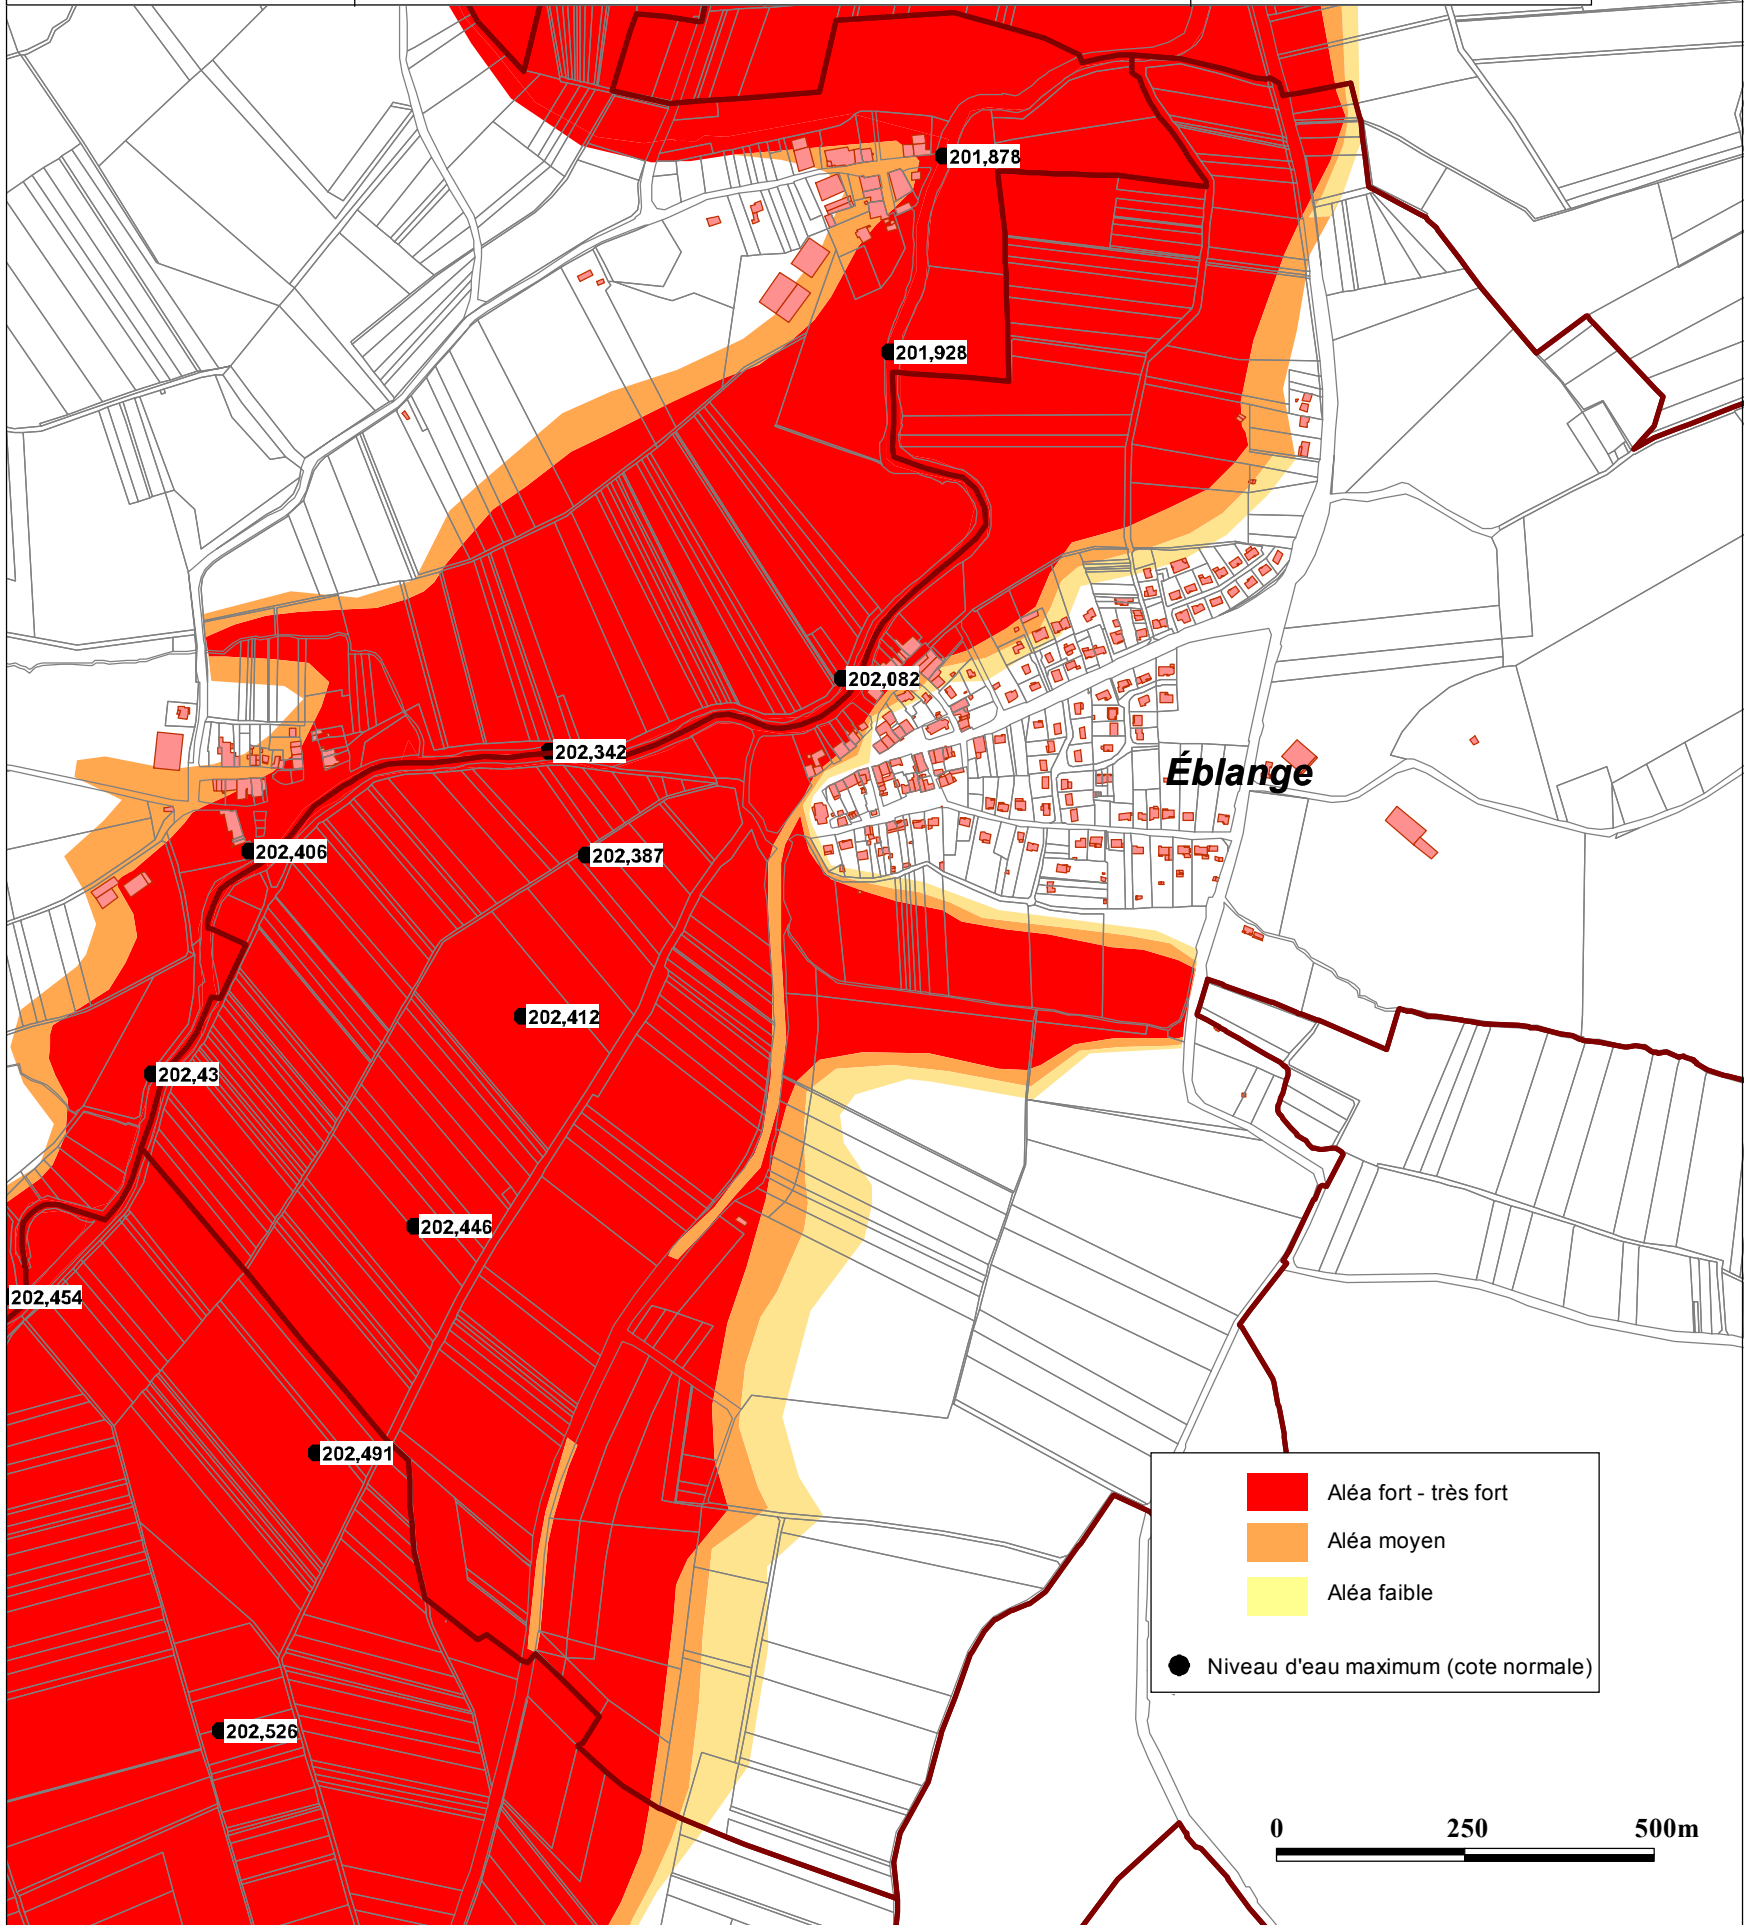 201,878
201,928
202,082
202,342
Éblange
202,406
202,387
202,412
202,43
202,446
202,454
202,491
202,526
Aléa fort - très fort
Aléa moyen
Aléa faible
Niveau d'eau maximum (cote normale)
0 250 500m